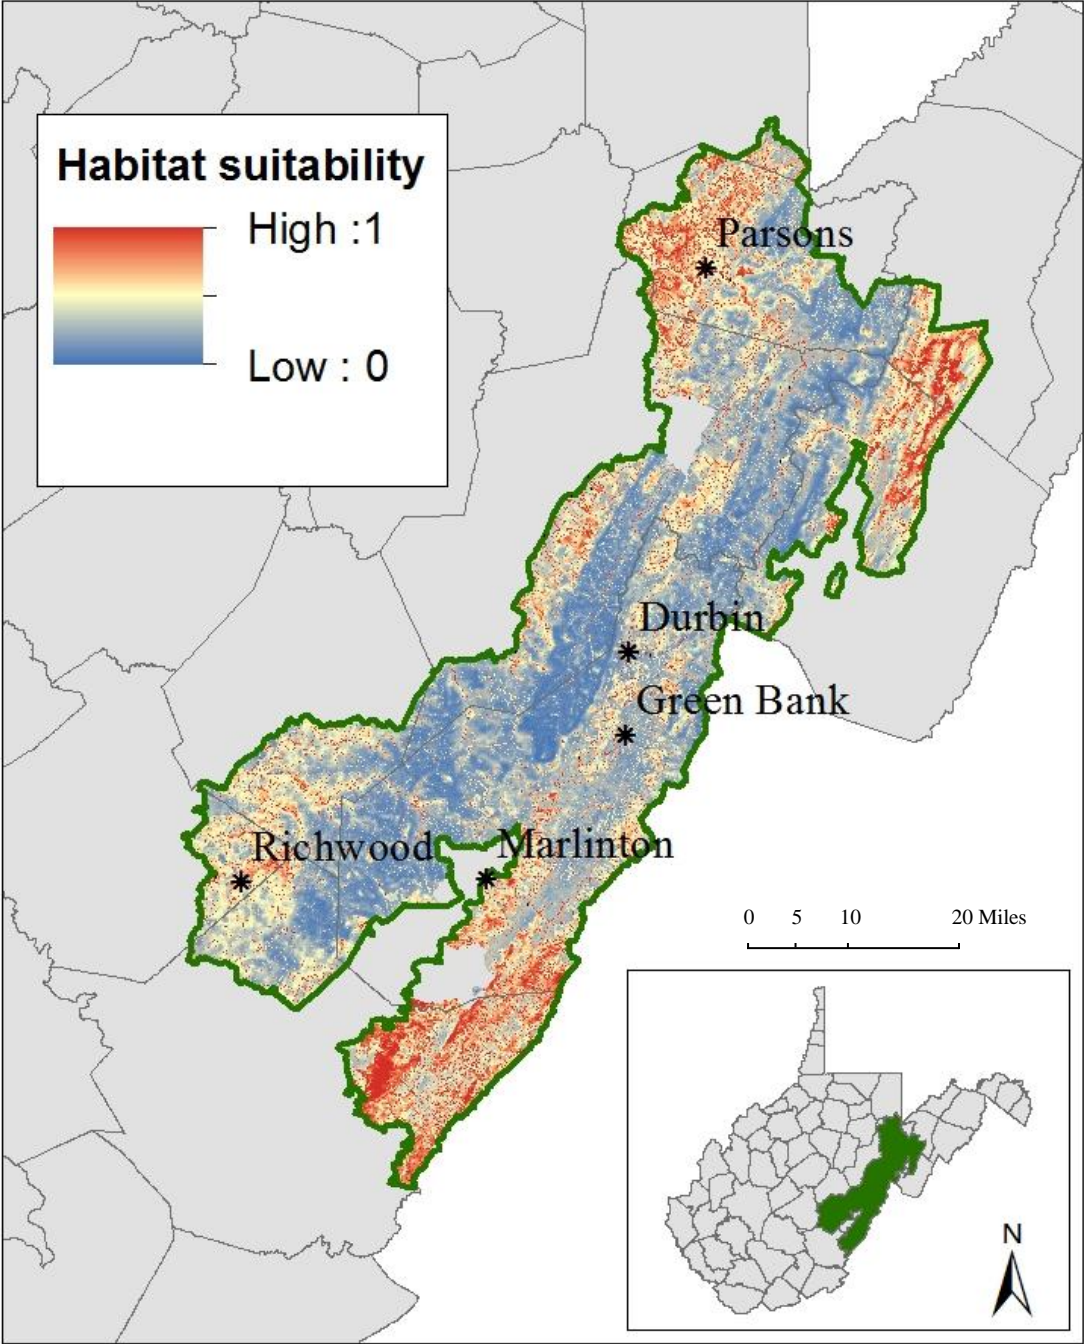 Habitat suitability
High :1
Low : 0
Parsons
Durbin
Green Bank
Richwood
Marlinton
0 5 10 20 Miles
N